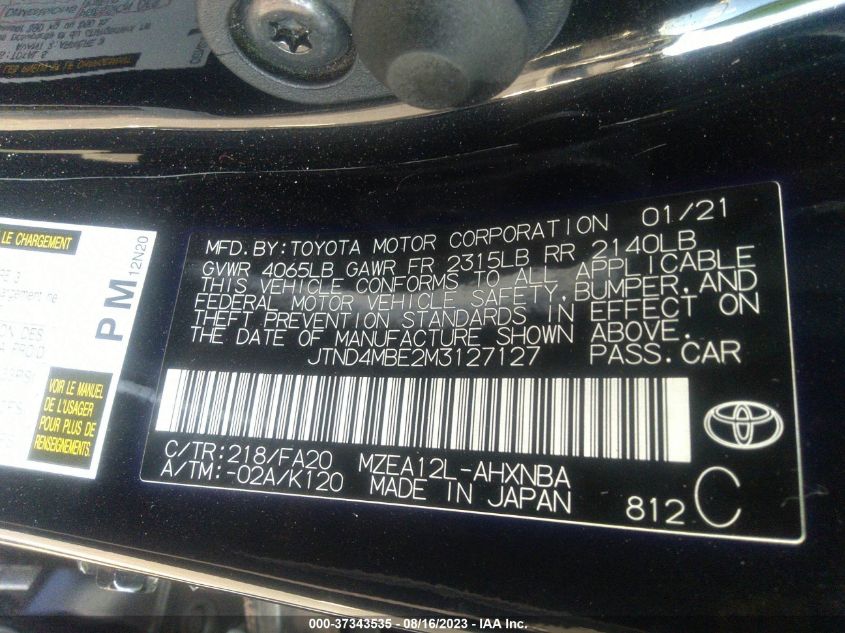 LE CHARGEMENT
PM 12N20
VOIR LE MANUEL
DE L'USAGER
POUR PLUS DE
RENSEIGNEMENTS.
MFD. BY: TOYOTA MOTOR CORPORATION 01/21
GVWR 4065LB GAWR FR 2315LB RR 2140LB
THIS VEHICLE CONFORMS TO ALL APPLICABLE
FEDERAL MOTOR VEHICLE SAFETY, BUMPER, AND
THEFT PREVENTION STANDARDS IN EFFECT ON
THE DATE OF MANUFACTURE SHOWN ABOVE.
JTND4MBE2M3127127 PASS. CAR
C/TR: 218/FA20 MZEA12L-AHXNBA
A/TM: -02A/K120 MADE IN JAPAN
812 C
000-37343535 - 08/16/2023 - IAA Inc.